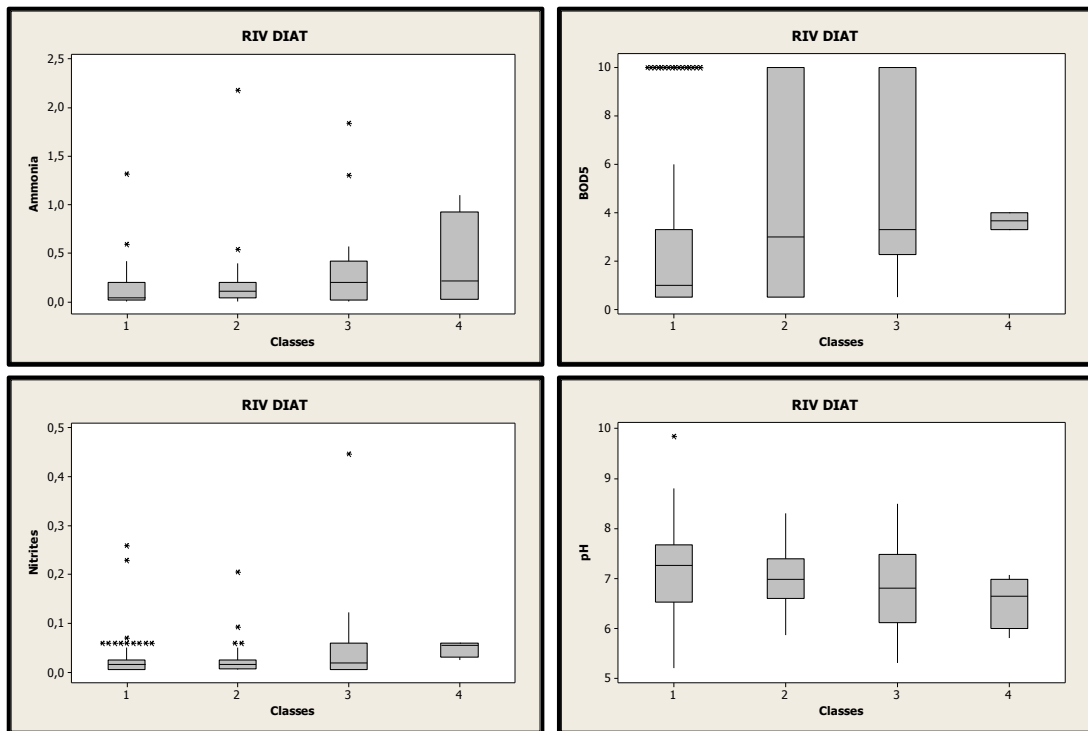 RIV DIAT
2,5
2,0
1,5
1,0
0,5
0,0
Ammonia
1 2 3 4
Classes
RIV DIAT
10
8
6
4
2
0
BOD5
1 2 3 4
Classes
RIV DIAT
0,5
0,4
0,3
0,2
0,1
0,0
Nitrites
1 2 3 4
Classes
RIV DIAT
10
9
8
7
6
5
pH
1 2 3 4
Classes